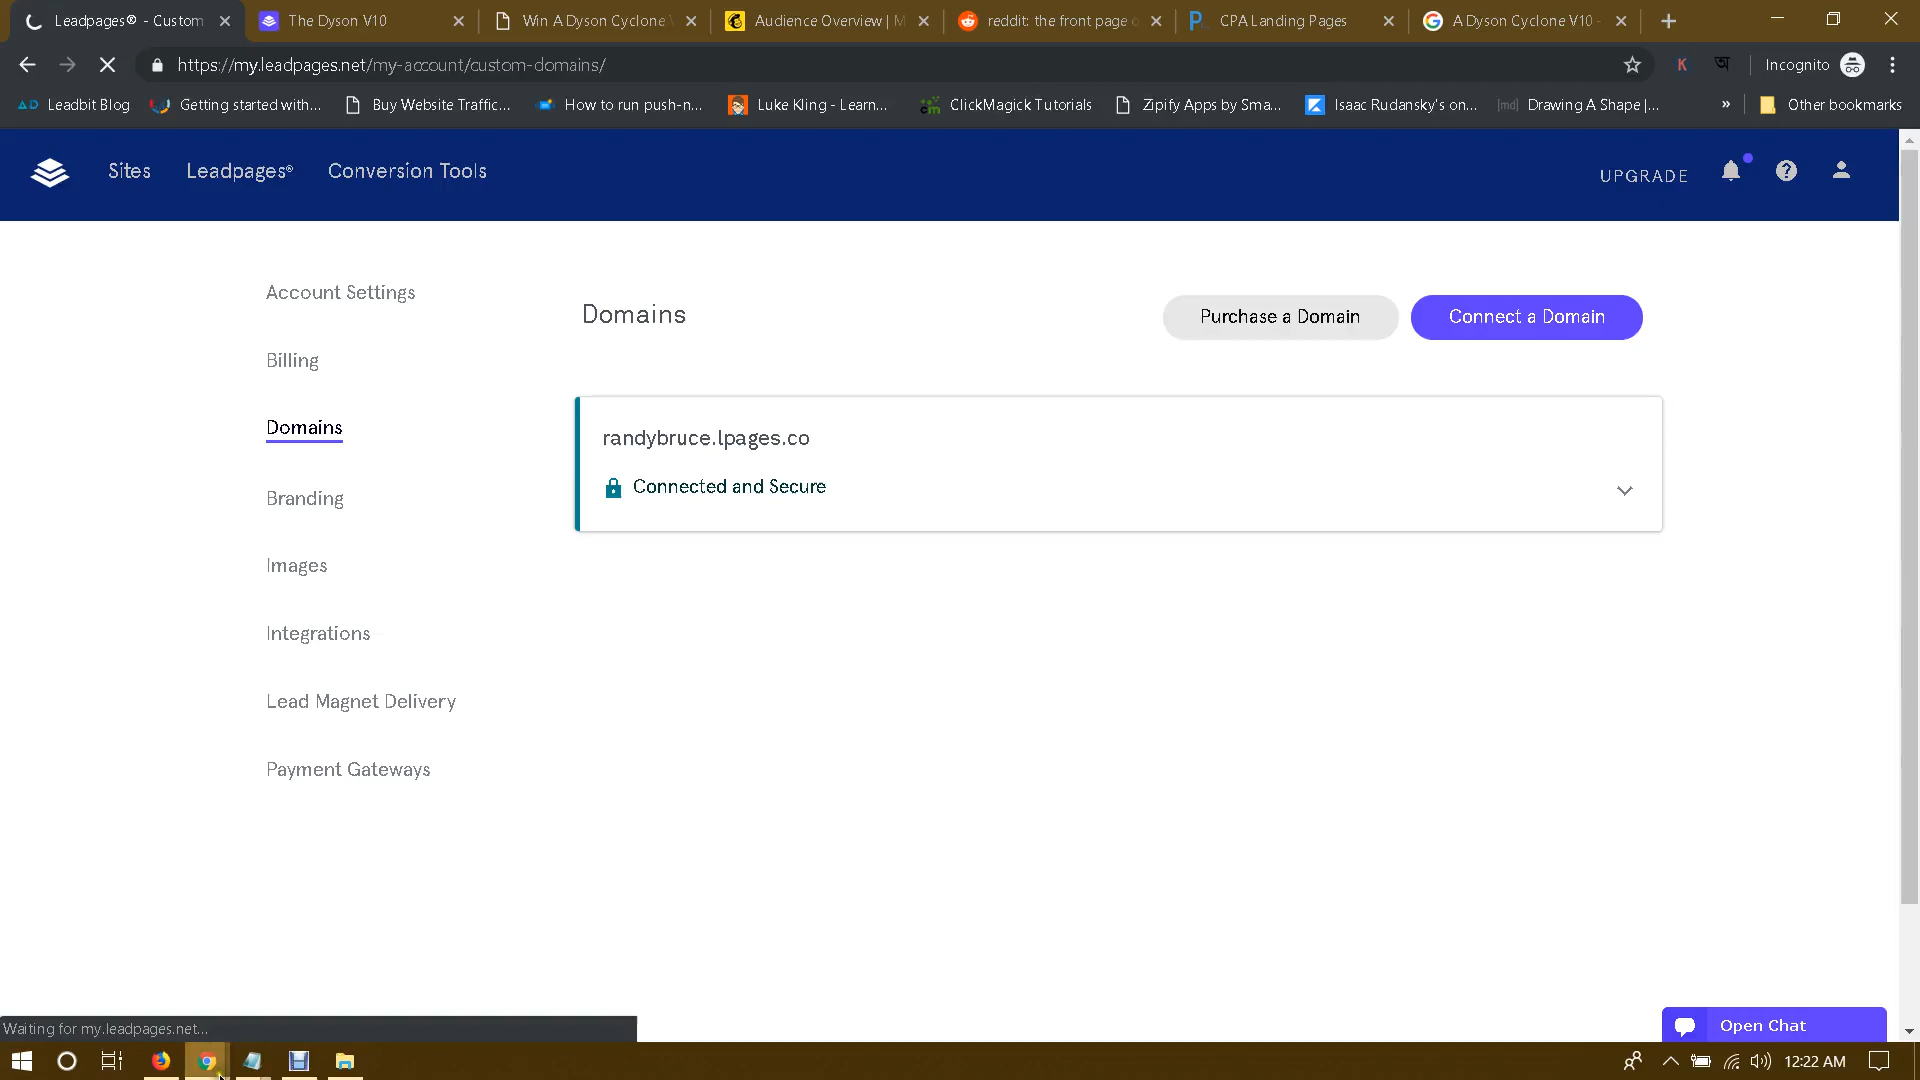 Leadpages® - Custom
The Dyson V10
Win A Dyson Cyclone
Audience Overview | M
reddit: the front page o
CPA Landing Pages
A Dyson Cyclone V10 -
https://my.leadpages.net/my-account/custom-domains/
Incognito
Leadbit Blog
Getting started with...
Buy Website Traffic...
How to run push-n...
Luke Kling - Learn...
ClickMagick Tutorials
Zipify Apps by Sma...
Isaac Rudansky's on...
[md] Drawing A Shape |...
»
Other bookmarks
Sites
Leadpages®
Conversion Tools
UPGRADE
Account Settings
Billing
Domains
Branding
Images
Integrations
Lead Magnet Delivery
Payment Gateways
Domains
Purchase a Domain
Connect a Domain
randybruce.lpages.co
Connected and Secure
Waiting for my.leadpages.net...
Open Chat
12:22 AM